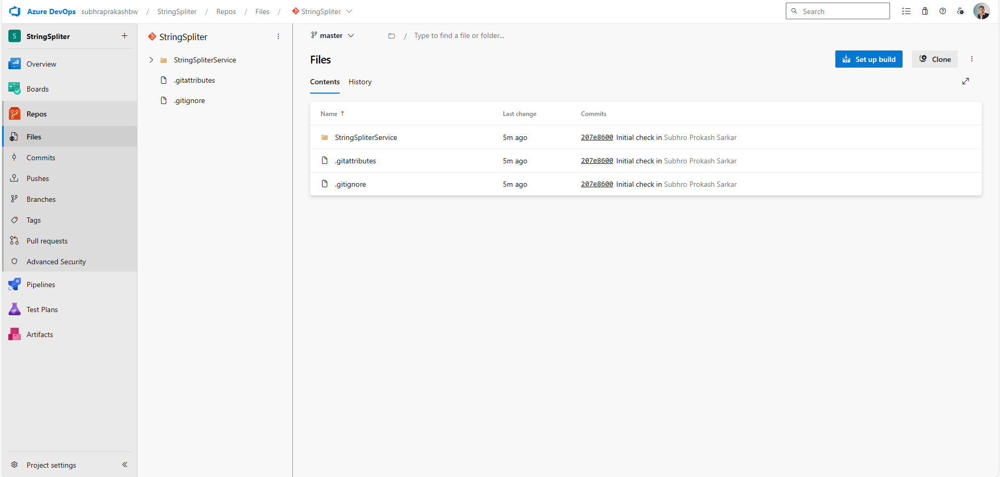 Azure DevOps subhraprakashbw / StringSpliter / Repos / Files / StringSpliter
Search
S StringSpliter +
Overview
Boards
Repos
Files
Commits
Pushes
Branches
Tags
Pull requests
Advanced Security
Pipelines
Test Plans
Artifacts
Project settings
StringSpliter
StringSpliterService
.gitattributes
.gitignore
master / Type to find a file or folder...
Files
Set up build Clone
Contents History
Name ↑ Last change Commits
StringSpliterService 5m ago 207e8600 Initial check in Subhro Prokash Sarkar
.gitattributes 5m ago 207e8600 Initial check in Subhro Prokash Sarkar
.gitignore 5m ago 207e8600 Initial check in Subhro Prokash Sarkar